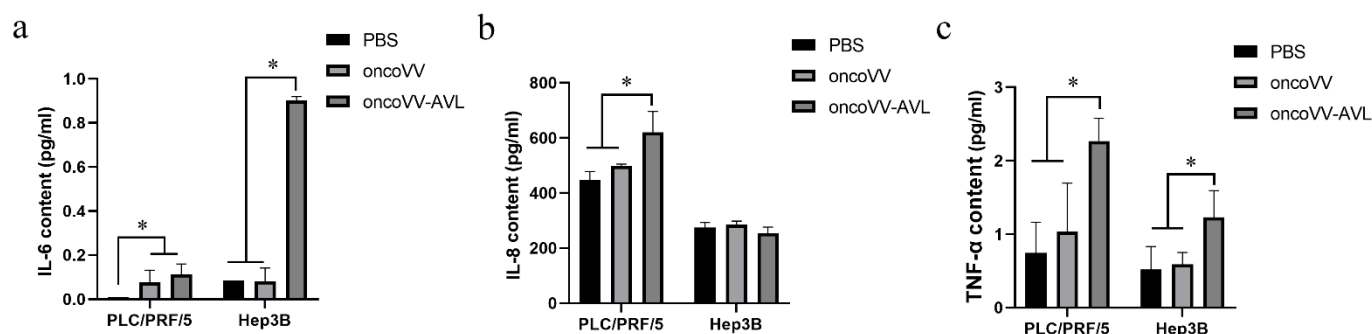 a
PBS
oncoVV
oncoVV-AVL
IL-6 content (pg/ml)
1.0
0.8
0.6
0.4
0.2
0.0
*
*
PLC/PRF/5
Hep3B
b
PBS
oncoVV
oncoVV-AVL
IL-8 content (pg/ml)
800
600
400
200
0
*
PLC/PRF/5
Hep3B
c
PBS
oncoVV
oncoVV-AVL
TNF-α content (pg/ml)
3
2
1
0
*
*
PLC/PRF/5
Hep3B